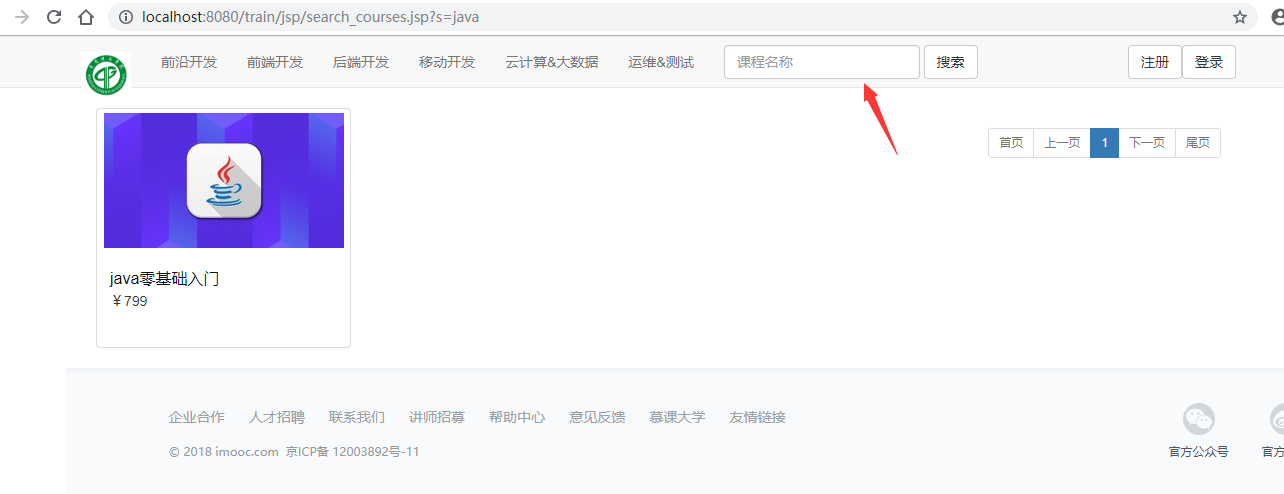 localhost:8080/train/jsp/search_courses.jsp?s=java
前沿开发 前端开发 后端开发 移动开发 云计算&大数据 运维&测试 课程名称 搜索 注册 登录
首页 上一页 1 下一页 尾页
java零基础入门
￥799
企业合作 人才招聘 联系我们 讲师招募 帮助中心 意见反馈 慕课大学 友情链接
© 2018 imooc.com 京ICP备 12003892号-11
官方公众号 官方